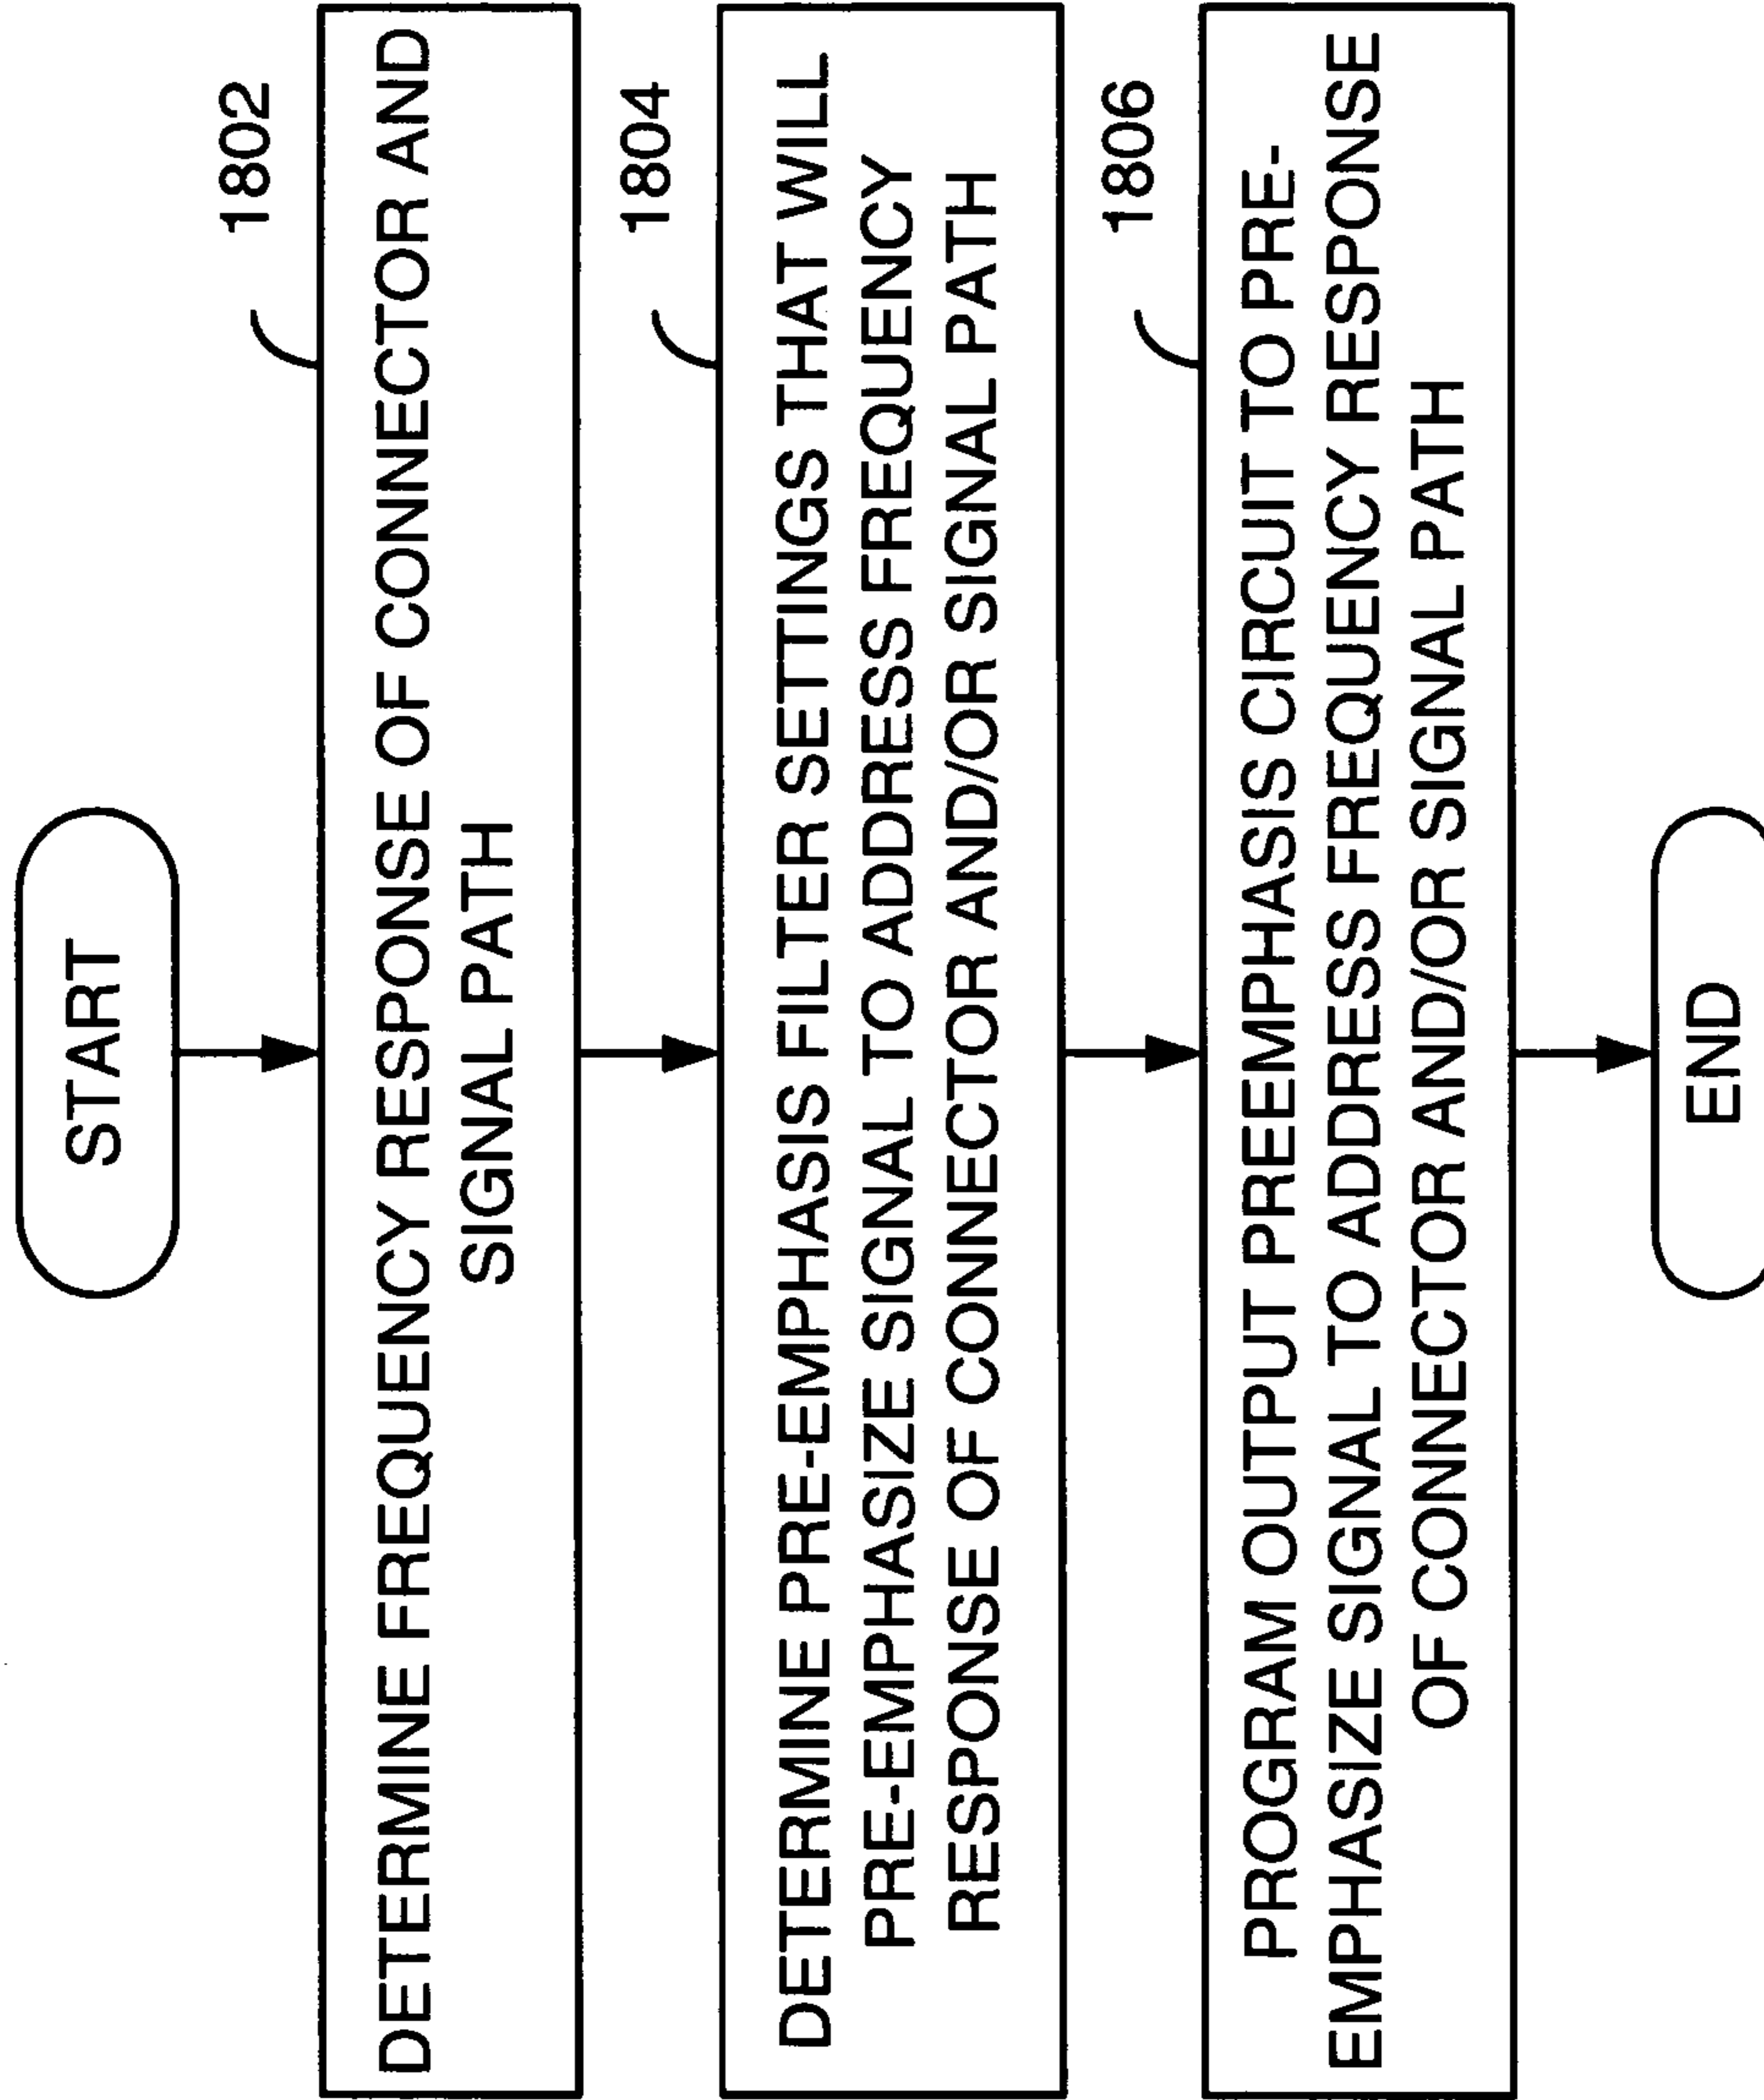 START
1802
DETERMINE FREQUENCY RESPONSE OF CONNECTOR AND
SIGNAL PATH
1804
DETERMINE PRE-EMPHASIS FILTER SETTINGS THAT WILL
PRE-EMPHASIZE SIGNAL TO ADDRESS FREQUENCY
RESPONSE OF CONNECTOR AND/OR SIGNAL PATH
1806
PROGRAM OUTPUT PREEMPHASIS CIRCUIT TO PRE-
EMPHASIZE SIGNAL TO ADDRESS FREQUENCY RESPONSE
OF CONNECTOR AND/OR SIGNAL PATH
END